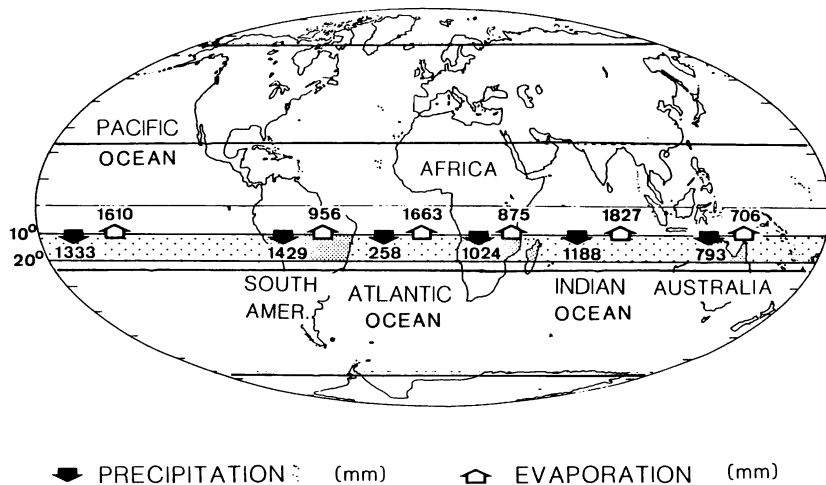 PACIFIC
OCEAN
AFRICA
1610 956 1663 875 1827 706
10°
1333 1429 258 1024 1188 793
20°
SOUTH
AMER.
ATLANTIC
OCEAN
INDIAN
OCEAN
AUSTRALIA
PRECIPITATION (mm) EVAPORATION (mm)